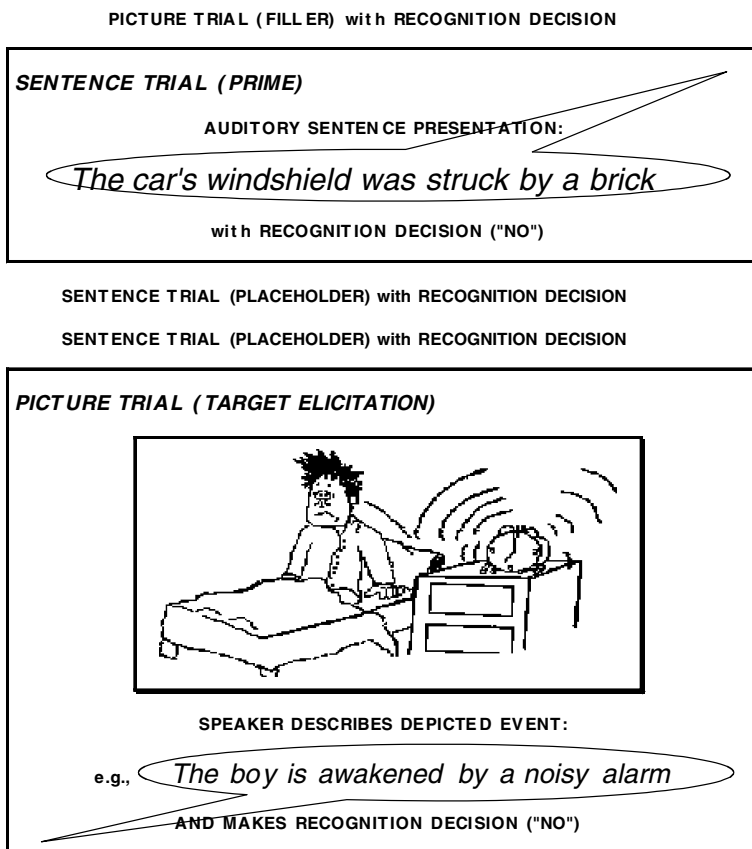 PICTURE TRIAL (FILLER) with RECOGNITION DECISION
SENTENCE TRIAL (PRIME)
AUDITORY SENTENCE PRESENTATION:
The car's windshield was struck by a brick
with RECOGNITION DECISION ("NO")
SENTENCE TRIAL (PLACEHOLDER) with RECOGNITION DECISION
SENTENCE TRIAL (PLACEHOLDER) with RECOGNITION DECISION
PICTURE TRIAL (TARGET ELICITATION)
SPEAKER DESCRIBES DEPICTED EVENT:
e.g., The boy is awakened by a noisy alarm
AND MAKES RECOGNITION DECISION ("NO")